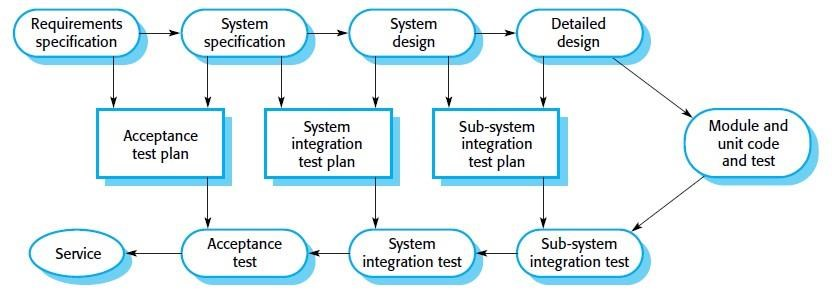 Requirements
specification
System
specification
System
design
Detailed
design
Acceptance
test plan
System
integration
test plan
Sub-system
integration
test plan
Module and
unit code
and test
Service
Acceptance
test
System
integration test
Sub-system
integration test